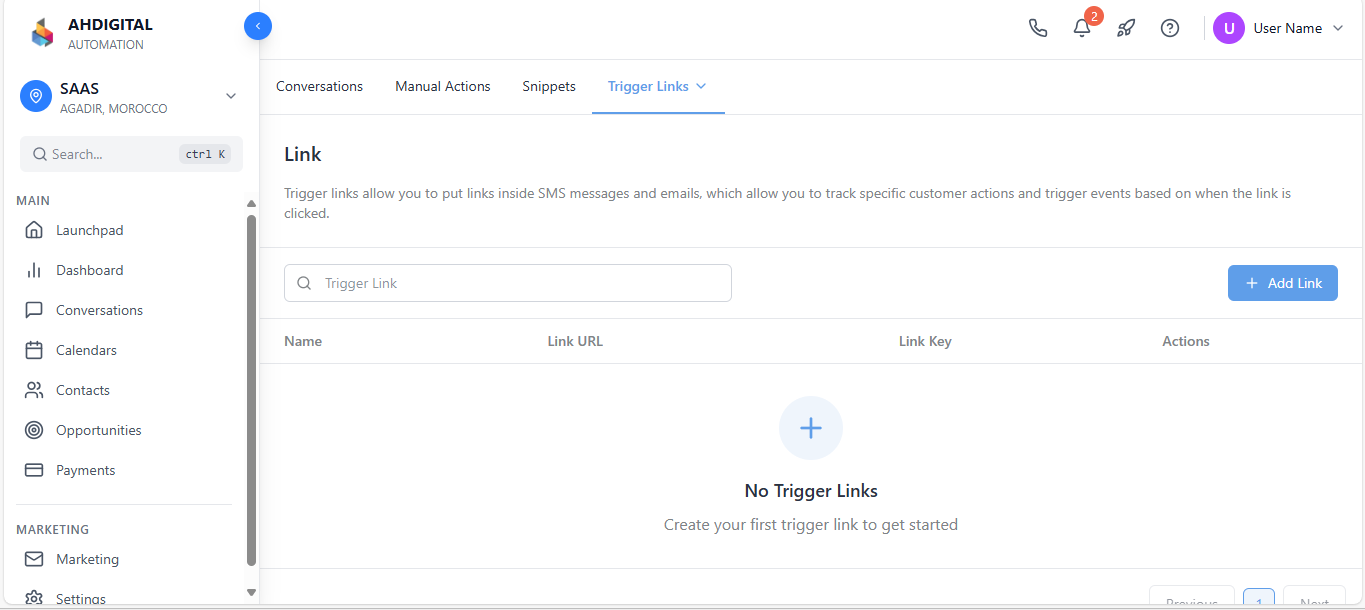 AHDIGITAL
AUTOMATION
2
U
User Name
SAAS
AGADIR, MOROCCO
Search...
ctrl K
MAIN
Launchpad
Dashboard
Conversations
Calendars
Contacts
Opportunities
Payments
MARKETING
Marketing
Settings
Conversations
Manual Actions
Snippets
Trigger Links
Link
Trigger links allow you to put links inside SMS messages and emails, which allow you to track specific customer actions and trigger events based on when the link is
clicked.
Trigger Link
Add Link
Name
Link URL
Link Key
Actions
No Trigger Links
Create your first trigger link to get started
Previous
1
Next